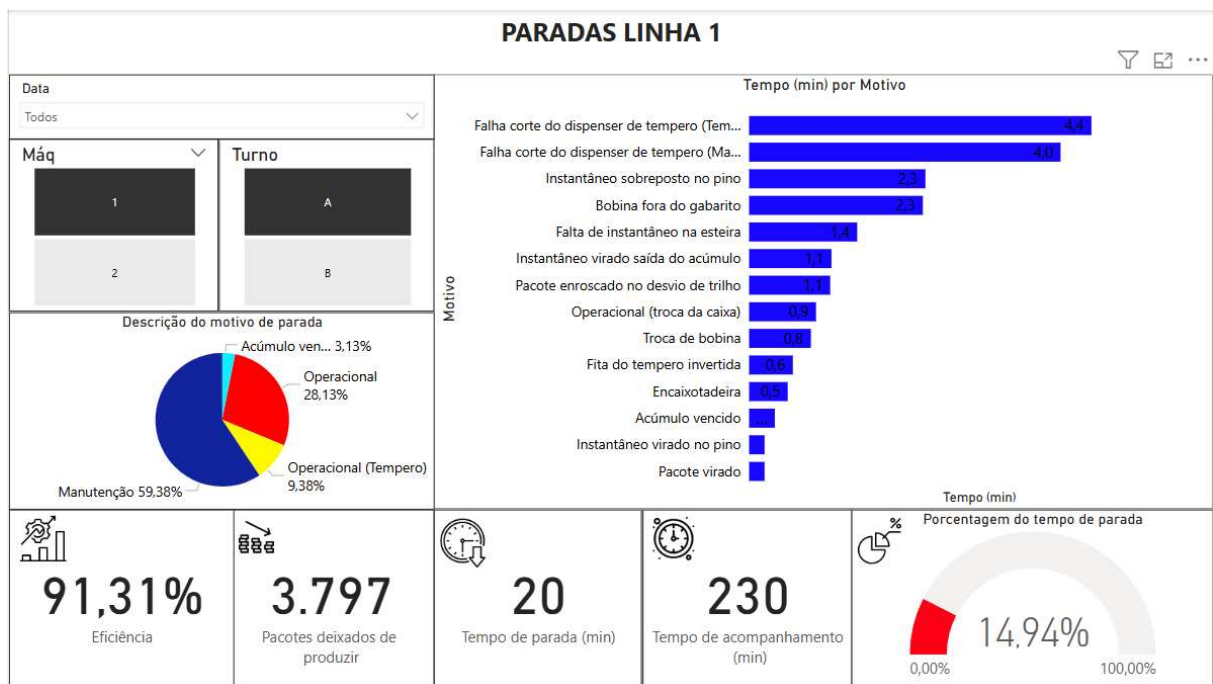 PARADAS LINHA 1
Data
Todos
Máq
1
2
Turno
A
B
Descrição do motivo de parada
Acúmulo ven... 3,13%
Operacional
28,13%
Operacional (Tempero)
9,38%
Manutenção 59,38%
Tempo (min) por Motivo
Motivo
Falha corte do dispenser de tempero (Tem... 4,4
Falha corte do dispenser de tempero (Ma... 4,0
Instantâneo sobreposto no pino 2,3
Bobina fora do gabarito 2,3
Falta de instantâneo na esteira 1,4
Instantâneo virado saída do acúmulo 1,1
Pacote enroscado no desvio de trilho 1,1
Operacional (troca da caixa) 0,9
Troca de bobina 0,8
Fita do tempero invertida 0,6
Encaixotadeira 0,5
Acúmulo vencido ...
Instantâneo virado no pino
Pacote virado
Tempo (min)
91,31%
Eficiência
3.797
Pacotes deixados de
produzir
20
Tempo de parada (min)
230
Tempo de acompanhamento
(min)
%
Porcentagem do tempo de parada
14,94%
0,00%
100,00%